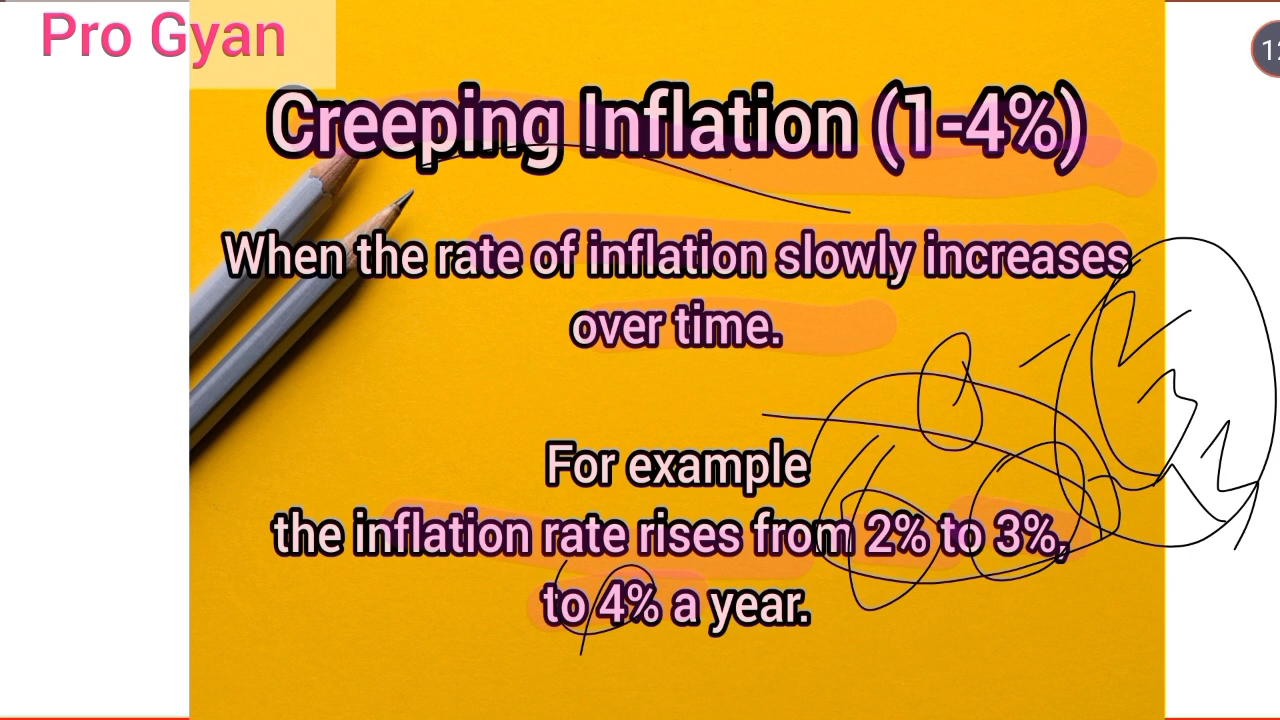 Pro Gyan
12
Creeping Inflation (1-4%)
When the rate of inflation slowly increases
over time.
For example
the inflation rate rises from 2% to 3%,
to 4% a year.